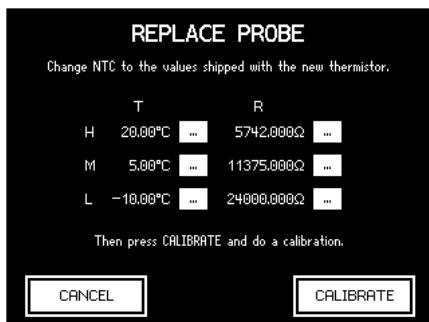 REPLACE PROBE
Change NTC to the values shipped with the new thermistor.
T R
H 20.00°C ... 5742.000Ω ...
M 5.00°C ... 11375.000Ω ...
L -10.00°C ... 24000.000Ω ...
Then press CALIBRATE and do a calibration.
CANCEL CALIBRATE